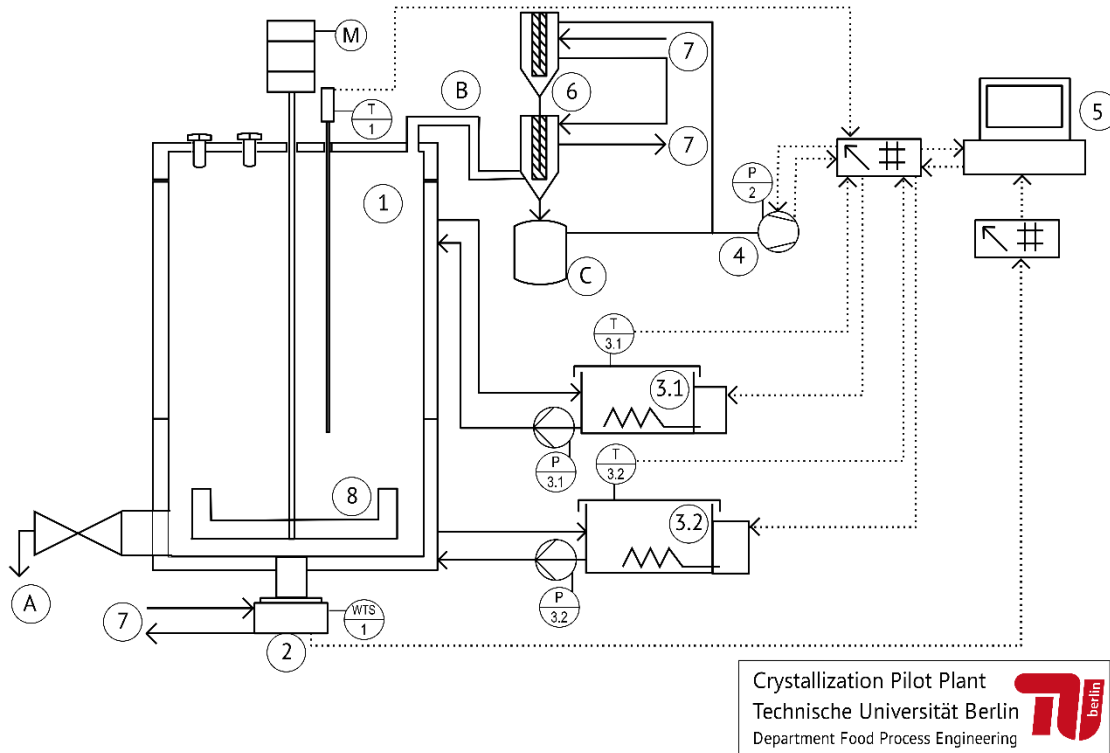 M
T
1
B
6
7
7
5
1
P
2
4
C
T
3.1
3.1
P
3.1
T
3.2
3.2
P
3.2
8
A
7
WTS
1
2
Crystallization Pilot Plant
Technische Universität Berlin
Department Food Process Engineering
berlin